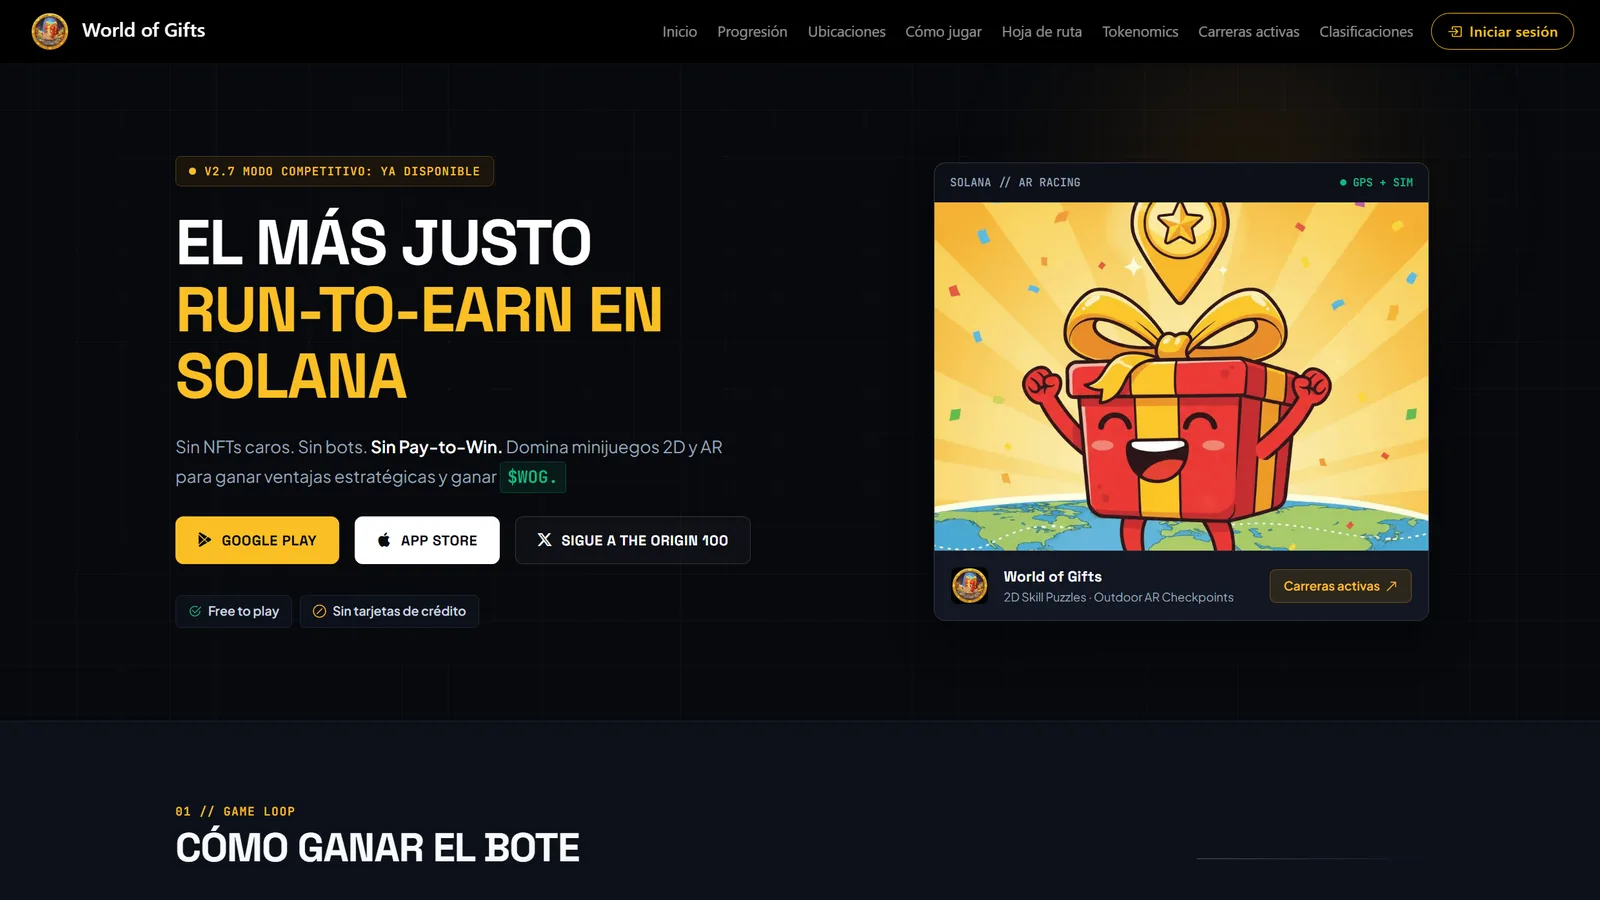 World of Gifts
Inicio
Progresión
Ubicaciones
Cómo jugar
Hoja de ruta
Tokenomics
Carreras activas
Clasificaciones
Iniciar sesión
V2.7 MODO COMPETITIVO: YA DISPONIBLE
EL MÁS JUSTO
RUN-TO-EARN EN
SOLANA
Sin NFTs caros. Sin bots. Sin Pay-to-Win. Domina minijuegos 2D y AR
para ganar ventajas estratégicas y ganar $WOG.
GOOGLE PLAY
APP STORE
SIGUE A THE ORIGIN 100
Free to play
Sin tarjetas de crédito
SOLANA // AR RACING
GPS + SIM
World of Gifts
2D Skill Puzzles · Outdoor AR Checkpoints
Carreras activas
01 // GAME LOOP
CÓMO GANAR EL BOTE